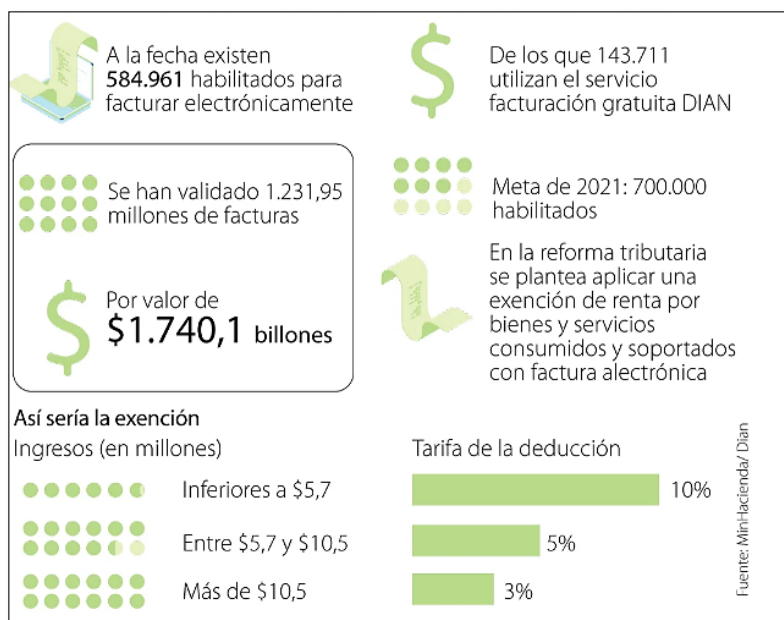 A la fecha existen
584.961 habilitados para
facturar electrónicamente
De los que 143.711
utilizan el servicio
facturación gratuita DIAN
Se han validado 1.231,95
millones de facturas
Por valor de
$1.740,1 billones
Meta de 2021: 700.000
habilitados
En la reforma tributaria
se plantea aplicar una
exención de renta por
bienes y servicios
consumidos y soportados
con factura alectrónica
Así sería la exención
Ingresos (en millones)
Tarifa de la deducción
Inferiores a $5,7
10%
Entre $5,7 y $10,5
5%
Más de $10,5
3%
Fuente: MinHacienda/ Dian